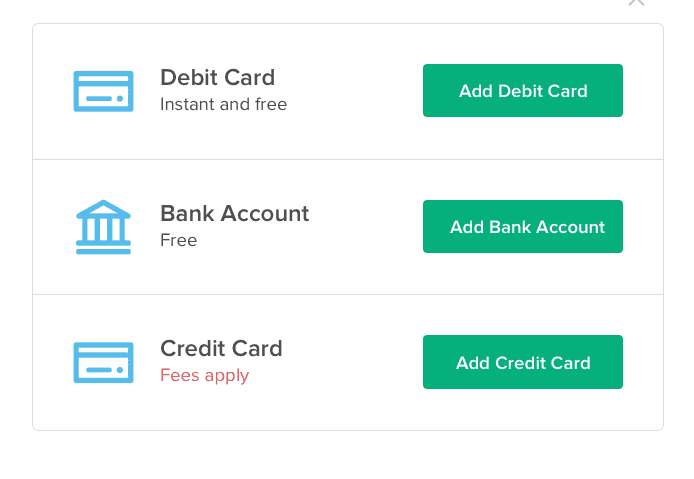 Debit Card
Instant and free
Add Debit Card
Bank Account
Free
Add Bank Account
Credit Card
Fees apply
Add Credit Card